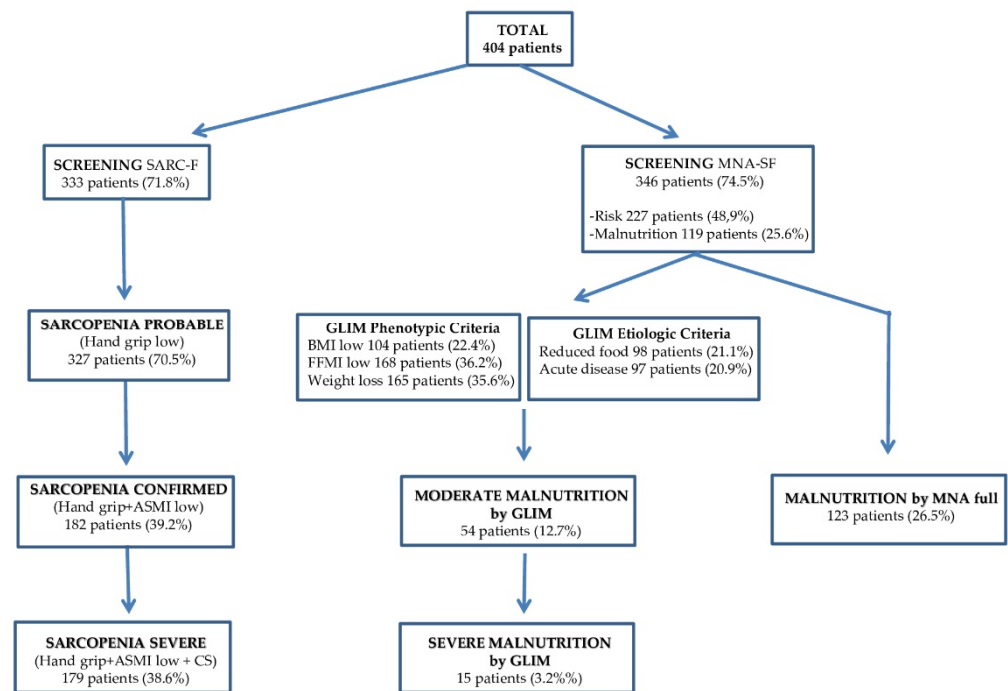 TOTAL
404 patients
SCREENING SARC-F
333 patients (71.8%)
SCREENING MNA-SF
346 patients (74.5%)
-Risk 227 patients (48,9%)
-Malnutrition 119 patients (25.6%)
SARCOPENIA PROBABLE
(Hand grip low)
327 patients (70.5%)
GLIM Phenotypic Criteria
BMI low 104 patients (22.4%)
FFMI low 168 patients (36.2%)
Weight loss 165 patients (35.6%)
GLIM Etiologic Criteria
Reduced food 98 patients (21.1%)
Acute disease 97 patients (20.9%)
SARCOPENIA CONFIRMED
(Hand grip+ASMI low)
182 patients (39.2%)
MODERATE MALNUTRITION
by GLIM
54 patients (12.7%)
MALNUTRITION by MNA full
123 patients (26.5%)
SARCOPENIA SEVERE
(Hand grip+ASMI low + CS)
179 patients (38.6%)
SEVERE MALNUTRITION
by GLIM
15 patients (3.2%%)